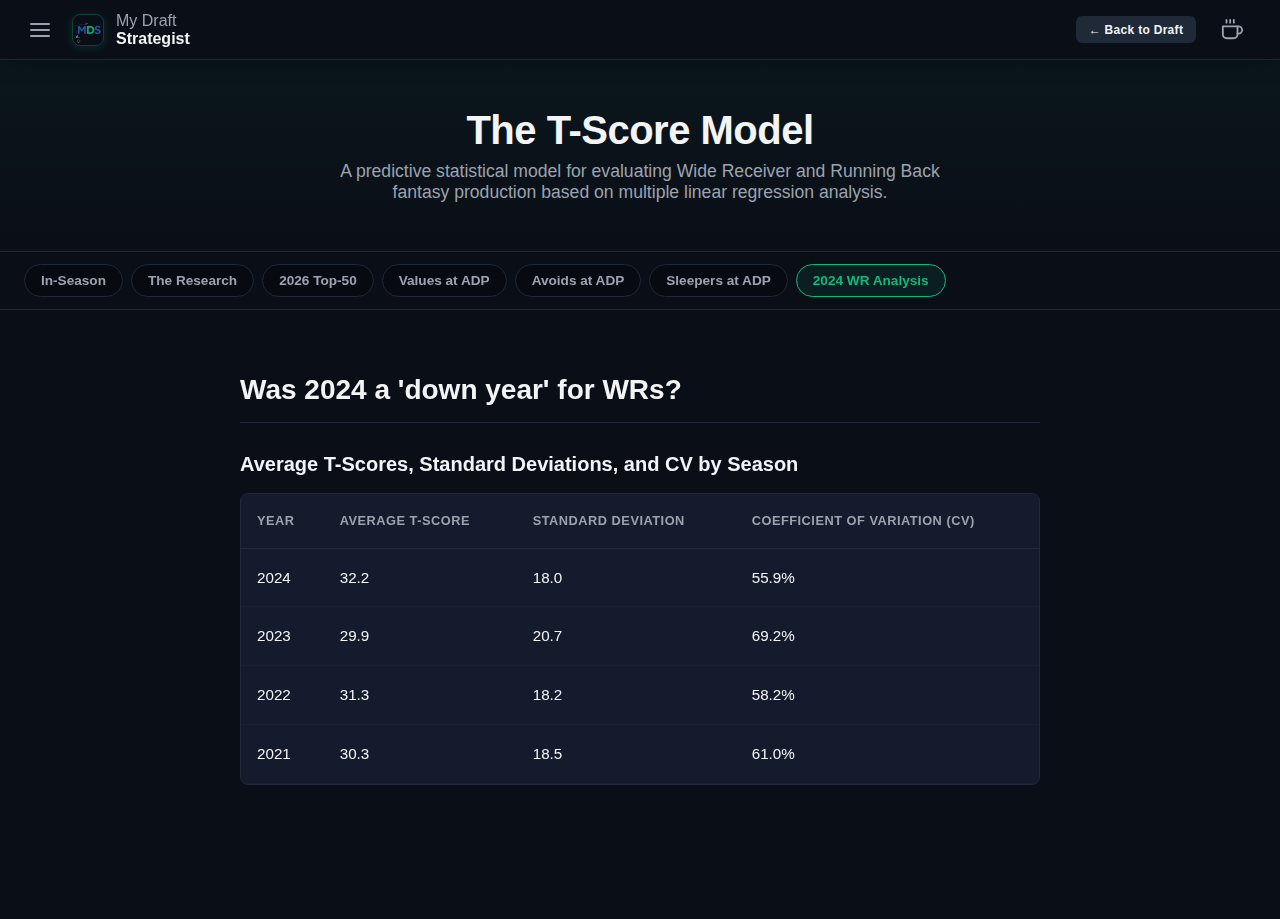 MDS
My Draft
Strategist
← Back to Draft
The T-Score Model
A predictive statistical model for evaluating Wide Receiver and Running Back
fantasy production based on multiple linear regression analysis.
In-Season
The Research
2026 Top-50
Values at ADP
Avoids at ADP
Sleepers at ADP
2024 WR Analysis
Was 2024 a 'down year' for WRs?
Average T-Scores, Standard Deviations, and CV by Season
YEAR AVERAGE T-SCORE STANDARD DEVIATION COEFFICIENT OF VARIATION (CV)
2024 32.2 18.0 55.9%
2023 29.9 20.7 69.2%
2022 31.3 18.2 58.2%
2021 30.3 18.5 61.0%